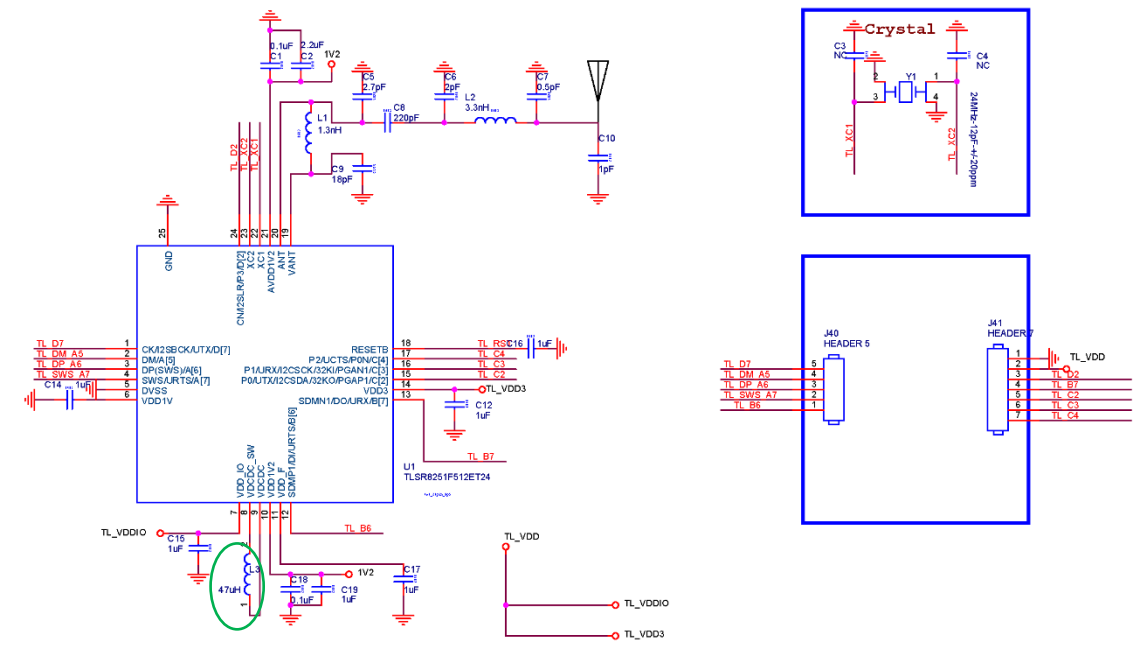 Crystal
C3
NC
C4
NC
Y1
2
1
3
4
24MHz-12pF-+/-20ppm
TL_XC1
TL_XC2
0.1uF
C1
2.2uF
C2
1V2
C5
2.7pF
C6
2pF
C7
0.5pF
C8
220pF
L2
3.3nH
L1
1.3nH
C9
18pF
C10
1pF
TL_D2
TL_XC2
TL_XC1
25
24
23
22
21
20
19
GND
CN/I2SLR/P3/D[2]
XC2
XC1
AVDD1V2
ANT
VANT
TL_D7
TL_DM_A5
TL_DP_A6
TL_SWS_A7
C14
1uF
1
2
3
4
5
6
CK/I2SBCK/UTX/D[7]
DM/A[5]
DP(SWS)/A[6]
SWS/URTS/A[7]
DVSS
VDD1V
RESETB
P2/UCTS/P0N/C[4]
P1/URX/I2CSCK/32KI/PGAN1/C[3]
P0/UTX/I2CSDA/32KO/PGAP1/C[2]
VDD3
SDMN1/DO/URX/B[7]
18
17
16
15
14
13
TL_RST
C16
1uF
TL_C4
TL_C3
TL_C2
TL_VDD3
C12
1uF
TL_B7
U1
TLSR8251F512ET24
VDD_IO
VDCDC_SW
VDCDC
VDD1V2
VDD_F
SDMP1/DI/URTS/B[6]
7
8
9
10
11
12
TL_VDDIO
C15
1uF
TL_B6
2
L3
47uH
1
1V2
C18
0.1uF
C19
1uF
C17
1uF
TL_VDD
TL_VDDIO
TL_VDD3
J40
HEADER 5
TL_D7
TL_DM_A5
TL_DP_A6
TL_SWS_A7
TL_B6
5
4
3
2
1
J41
HEADER 7
1
2
3
4
5
6
7
TL_VDD
TL_D2
TL_B7
TL_C2
TL_C3
TL_C4